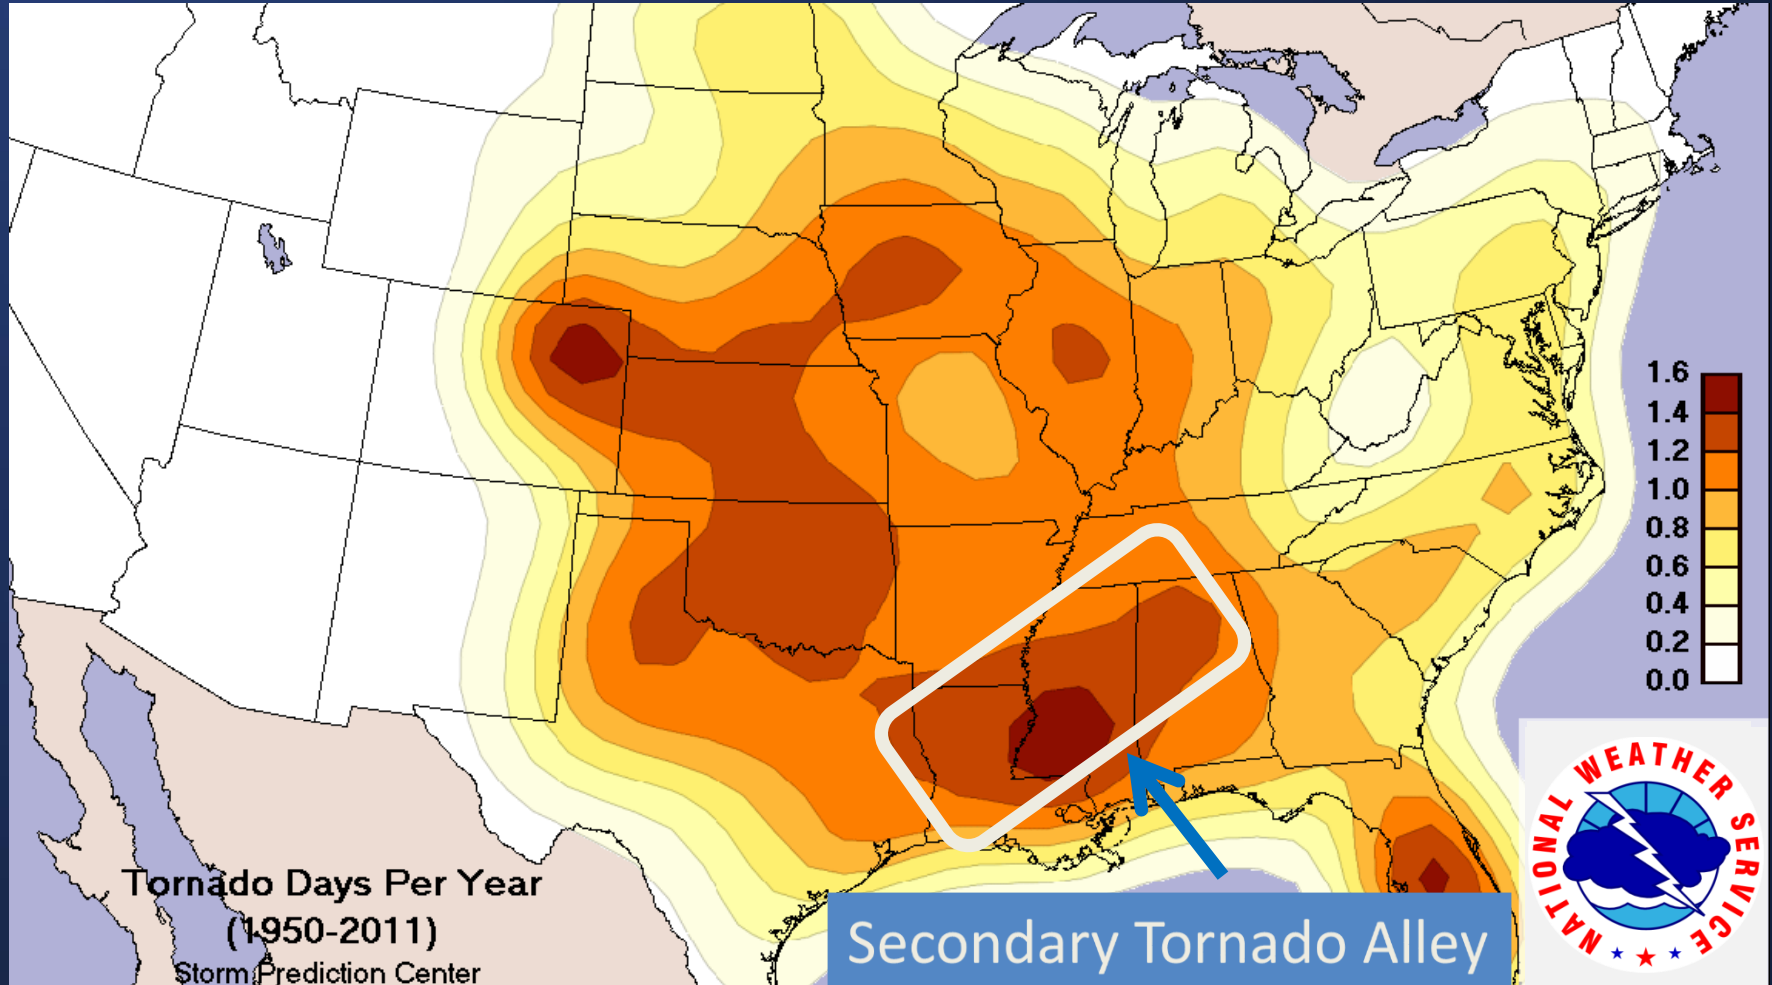 1.6
1.4
1.2
1.0
0.8
0.6
0.4
0.2
0.0
Tornado Days Per Year
(1950-2011)
Storm Prediction Center
Secondary Tornado Alley
NATIONAL WEATHER SERVICE